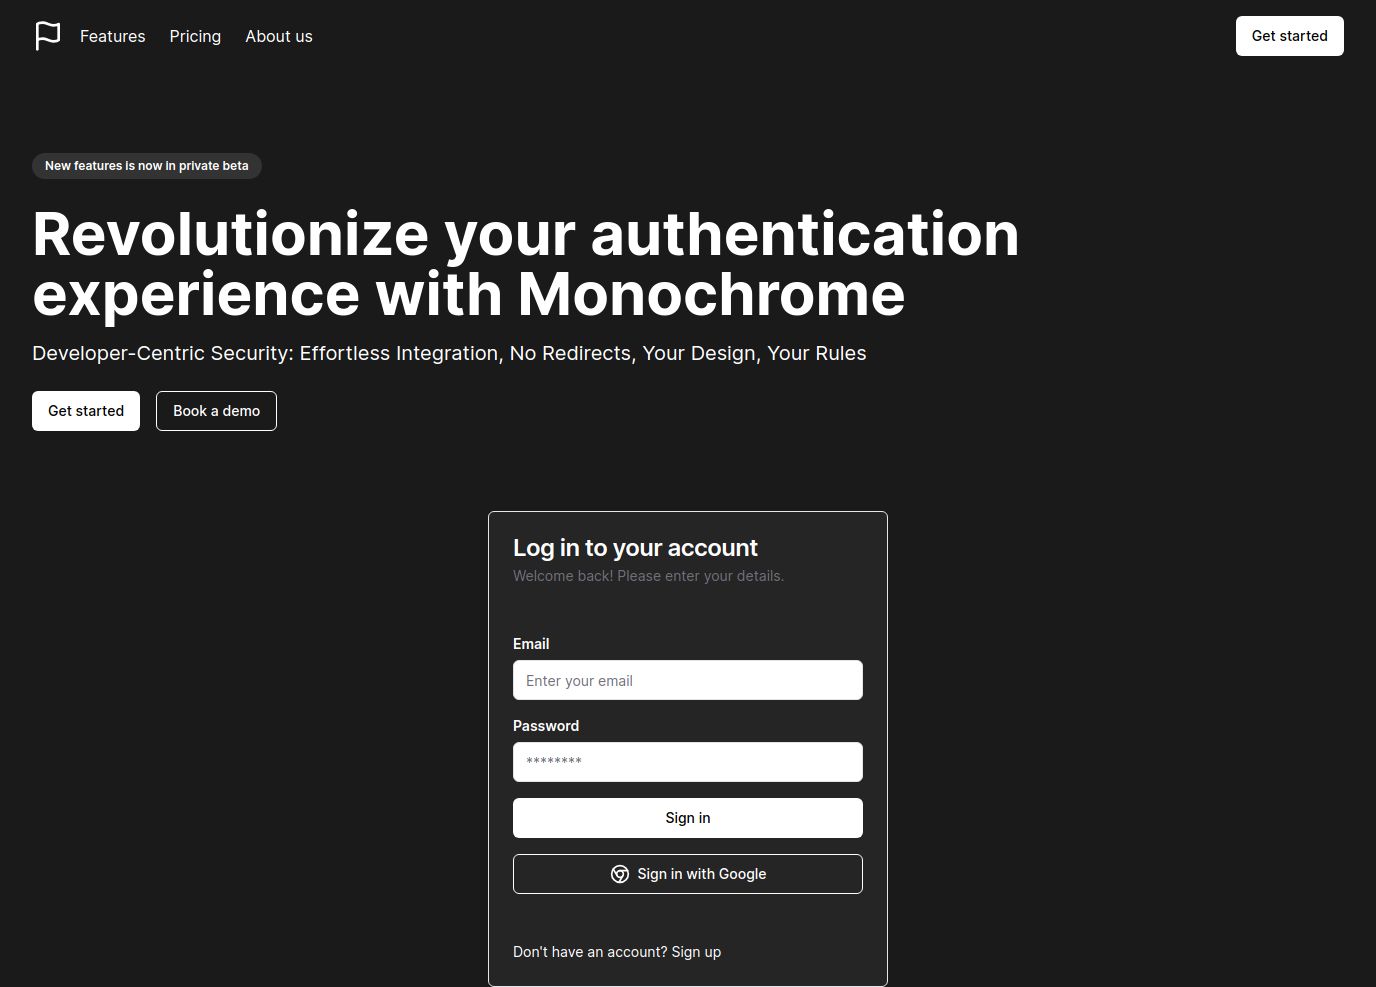 Features
Pricing
About us
Get started
New features is now in private beta
Revolutionize your authentication
experience with Monochrome
Developer-Centric Security: Effortless Integration, No Redirects, Your Design, Your Rules
Get started
Book a demo
Log in to your account
Welcome back! Please enter your details.
Email
Enter your email
Password
********
Sign in
Sign in with Google
Don't have an account? Sign up